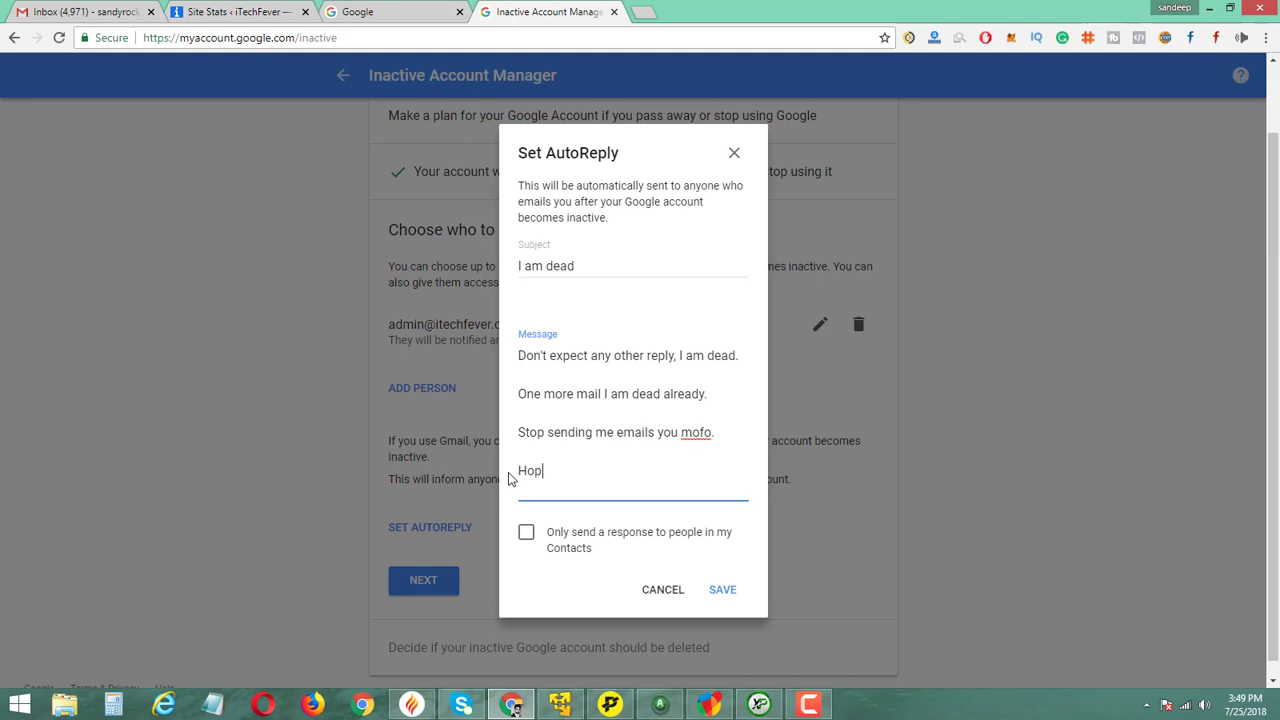 Inbox (4,971) - sandyrock
Site Stats ‹ iTechFever —
Google
Inactive Account Manage
sandeep
Secure
https://myaccount.google.com/inactive
Inactive Account Manager
Make a plan for your Google Account if you pass away or stop using Google
Your account w
top using it
Choose who to
You can choose up to
mes inactive. You can
also give them access
admin@itechfever.c
They will be notified an
ADD PERSON
If you use Gmail, you c
r account becomes
inactive.
This will inform anyon
unt.
SET AUTOREPLY
NEXT
Decide if your inactive Google account should be deleted
Set AutoReply
This will be automatically sent to anyone who
emails you after your Google account
becomes inactive.
Subject
I am dead
Message
Don't expect any other reply, I am dead.
One more mail I am dead already.
Stop sending me emails you mofo.
Hop
Only send a response to people in my
Contacts
CANCEL
SAVE
3:49 PM
7/25/2018